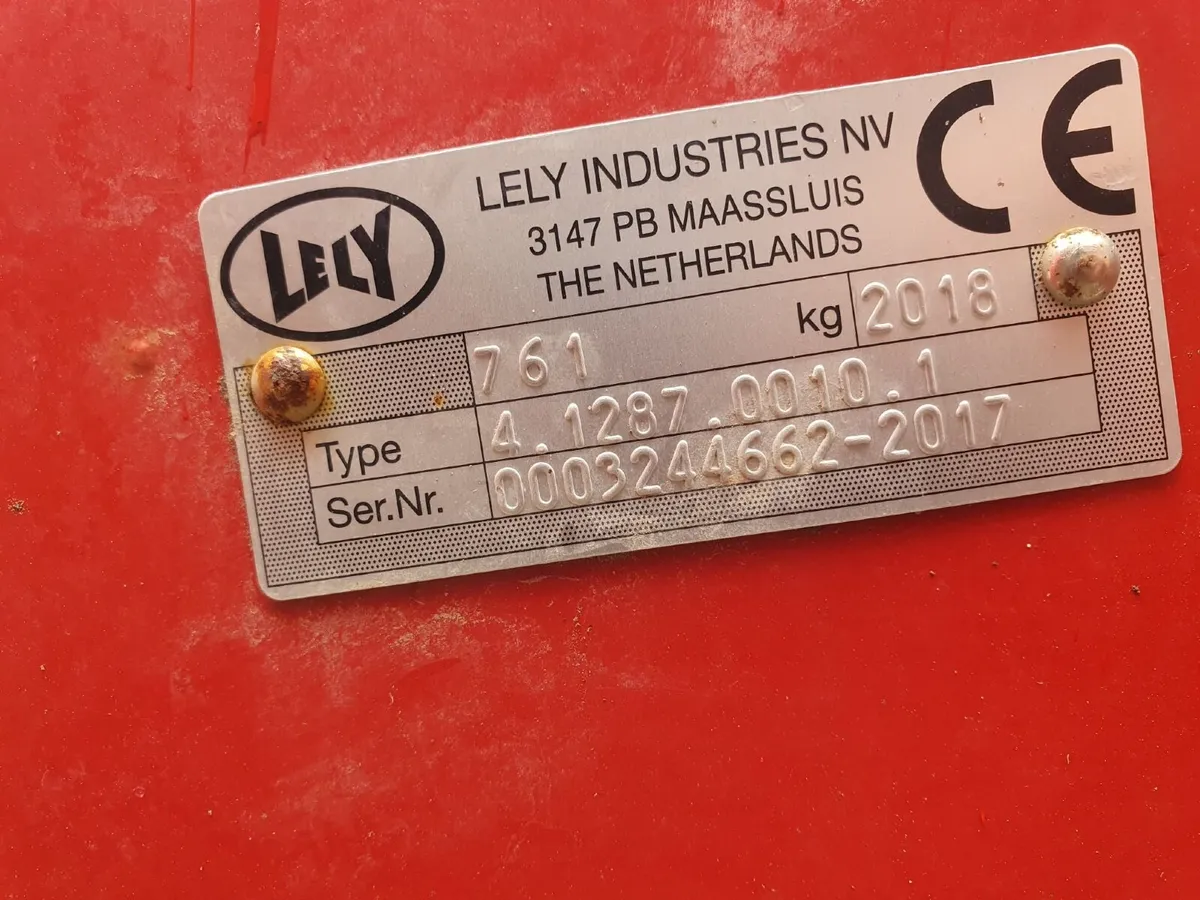 LELY
LELY INDUSTRIES NV
3147 PB MAASSLUIS
THE NETHERLANDS
CE
761 kg 2018
Type 4.1287.0010.1
Ser.Nr. 0003244662-2017